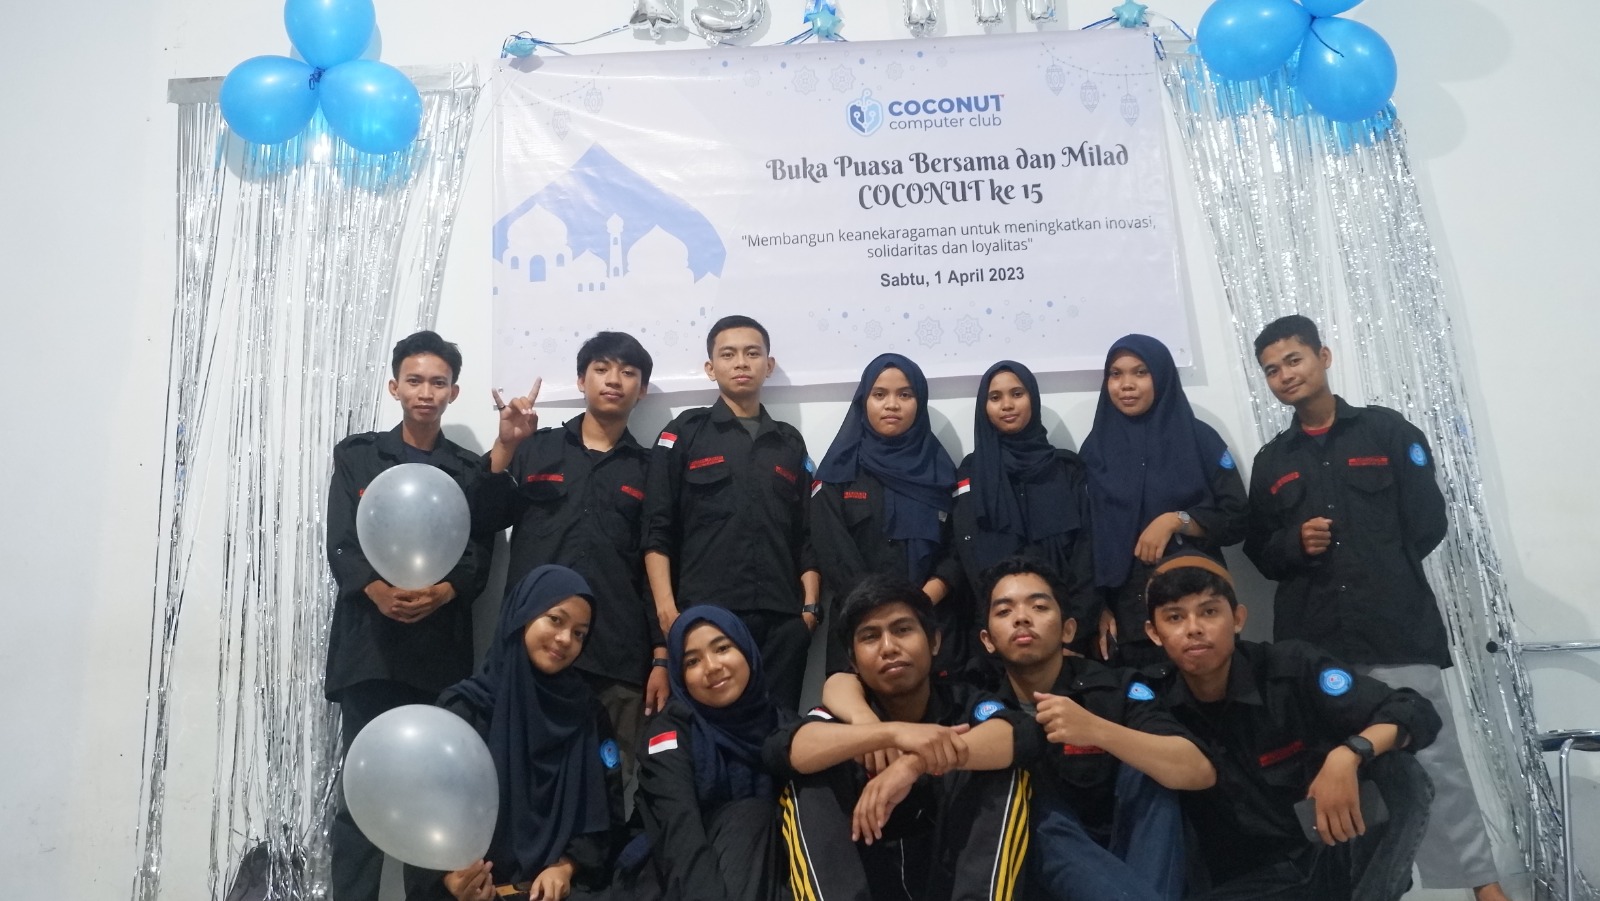 COCONUT
computer club
Buka Puasa Bersama dan Milad
COCONUT ke 15
"Membangun keanekaragaman untuk meningkatkan inovasi,
solidaritas dan loyalitas"
Sabtu, 1 April 2023